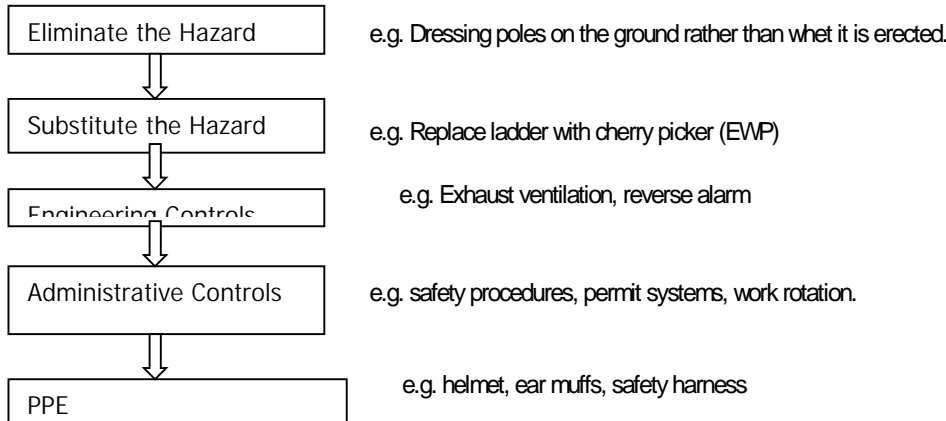 Eliminate the Hazard e.g. Dressing poles on the ground rather than whet it is erected.
Substitute the Hazard e.g. Replace ladder with cherry picker (EWP)
Engineering Controls e.g. Exhaust ventilation, reverse alarm
Administrative Controls e.g. safety procedures, permit systems, work rotation.
PPE e.g. helmet, ear muffs, safety harness